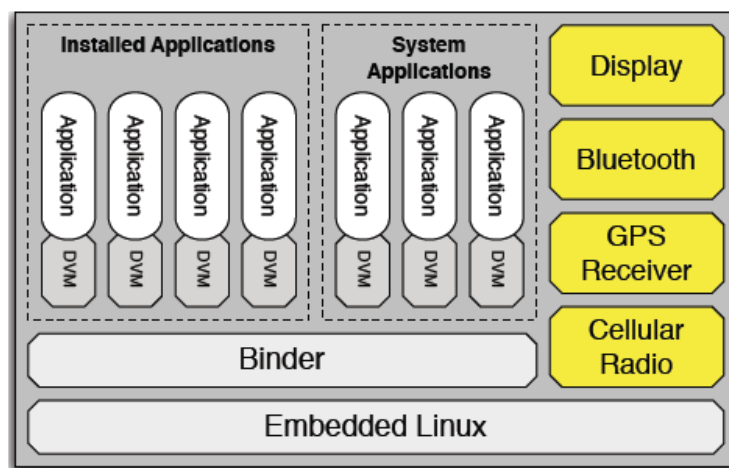 Installed Applications
System
Applications
Application
Application
Application
Application
Application
Application
Application
DVM
DVM
DVM
DVM
DVM
DVM
DVM
Display
Bluetooth
GPS
Receiver
Cellular
Radio
Binder
Embedded Linux